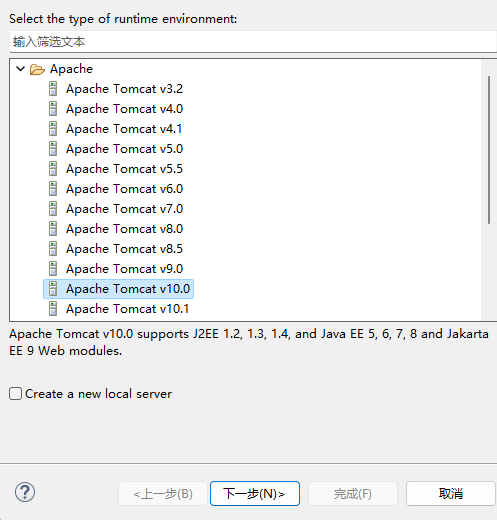 Select the type of runtime environment:
输入筛选文本
Apache
Apache Tomcat v3.2
Apache Tomcat v4.0
Apache Tomcat v4.1
Apache Tomcat v5.0
Apache Tomcat v5.5
Apache Tomcat v6.0
Apache Tomcat v7.0
Apache Tomcat v8.0
Apache Tomcat v8.5
Apache Tomcat v9.0
Apache Tomcat v10.0
Apache Tomcat v10.1
Apache Tomcat v10.0 supports J2EE 1.2, 1.3, 1.4, and Java EE 5, 6, 7, 8 and Jakarta
EE 9 Web modules.
Create a new local server
? <上一步(B) 下一步(N)> 完成(F) 取消